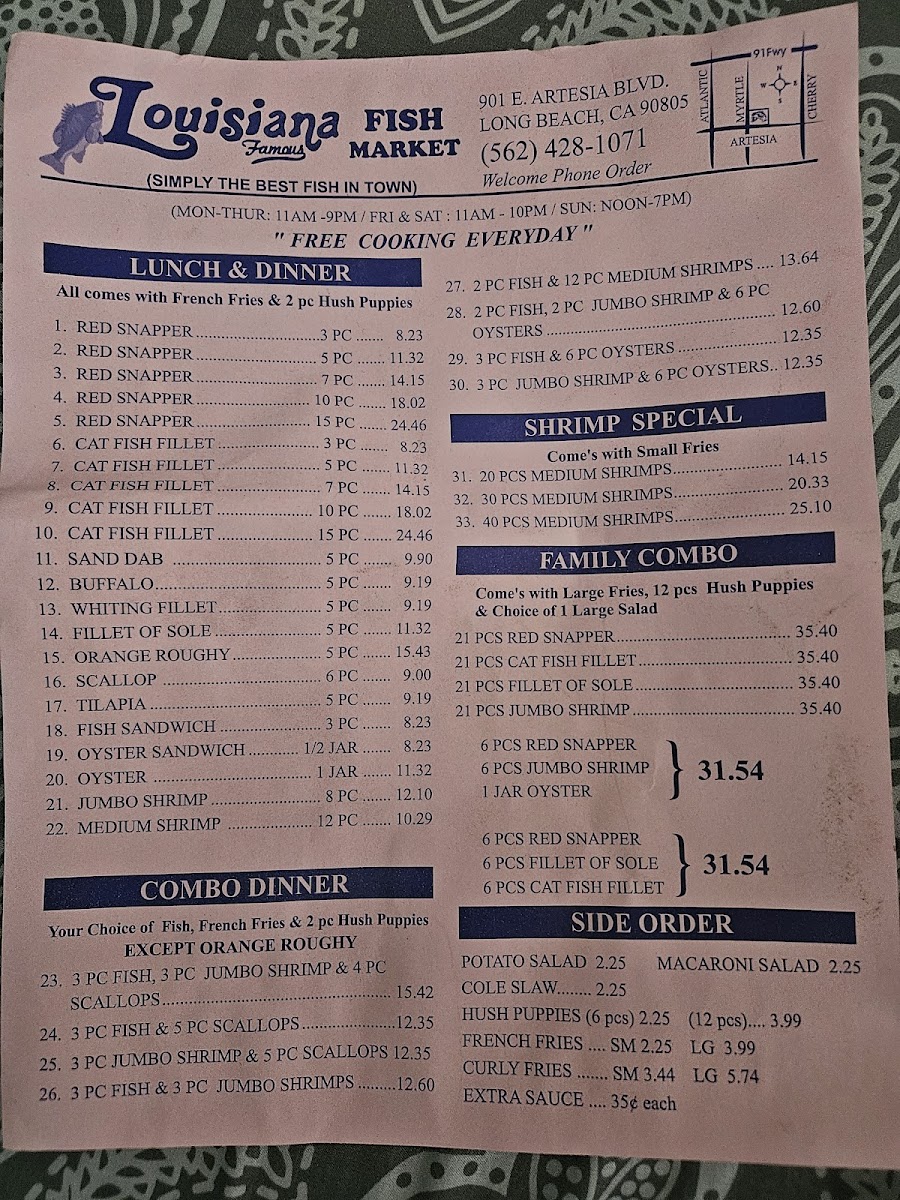 Louisiana Famous FISH MARKET
(SIMPLY THE BEST FISH IN TOWN)
901 E. ARTESIA BLVD.
LONG BEACH, CA 90805
(562) 428-1071
Welcome Phone Order
91Fwy
ATLANTIC
MYRTLE
CHERRY
N
W E
S
ARTESIA
(MON-THUR: 11AM -9PM / FRI & SAT : 11AM - 10PM / SUN: NOON-7PM)
" FREE COOKING EVERYDAY "
LUNCH & DINNER
All comes with French Fries & 2 pc Hush Puppies
1. RED SNAPPER..............................3 PC ....... 8.23
2. RED SNAPPER.............................. 5 PC ....... 11.32
3. RED SNAPPER.............................. 7 PC ....... 14.15
4. RED SNAPPER............................ 10 PC ....... 18.02
5. RED SNAPPER............................ 15 PC ....... 24.46
6. CAT FISH FILLET......................... 3 PC ....... 8.23
7. CAT FISH FILLET......................... 5 PC ....... 11.32
8. CAT FISH FILLET......................... 7 PC ....... 14.15
9. CAT FISH FILLET....................... 10 PC ...... 18.02
10. CAT FISH FILLET....................... 15 PC ...... 24.46
11. SAND DAB ................................ 5 PC ...... 9.90
12. BUFFALO.................................... 5 PC ...... 9.19
13. WHITING FILLET....................... 5 PC ...... 9.19
14. FILLET OF SOLE........................ 5 PC ...... 11.32
15. ORANGE ROUGHY................... 5 PC ...... 15.43
16. SCALLOP ................................... 6 PC ...... 9.00
17. TILAPIA...................................... 5 PC ...... 9.19
18. FISH SANDWICH ....................... 3 PC ...... 8.23
19. OYSTER SANDWICH .......... 1/2 JAR ...... 8.23
20. OYSTER ................................... 1 JAR ....... 11.32
21. JUMBO SHRIMP........................ 8 PC ....... 12.10
22. MEDIUM SHRIMP .................. 12 PC ....... 10.29
COMBO DINNER
Your Choice of Fish, French Fries & 2 pc Hush Puppies
EXCEPT ORANGE ROUGHY
23. 3 PC FISH, 3 PC JUMBO SHRIMP & 4 PC
SCALLOPS.................................................. 15.42
24. 3 PC FISH & 5 PC SCALLOPS.....................12.35
25. 3 PC JUMBO SHRIMP & 5 PC SCALLOPS 12.35
26. 3 PC FISH & 3 PC JUMBO SHRIMPS .........12.60
27. 2 PC FISH & 12 PC MEDIUM SHRIMPS .... 13.64
28. 2 PC FISH, 2 PC JUMBO SHRIMP & 6 PC
OYSTERS .................................................. 12.60
29. 3 PC FISH & 6 PC OYSTERS ..................... 12.35
30. 3 PC JUMBO SHRIMP & 6 PC OYSTERS.. 12.35
SHRIMP SPECIAL
Come's with Small Fries
31. 20 PCS MEDIUM SHRIMPS....................... 14.15
32. 30 PCS MEDIUM SHRIMPS....................... 20.33
33. 40 PCS MEDIUM SHRIMPS....................... 25.10
FAMILY COMBO
Come's with Large Fries, 12 pcs Hush Puppies
& Choice of 1 Large Salad
21 PCS RED SNAPPER...................................... 35.40
21 PCS CAT FISH FILLET................................. 35.40
21 PCS FILLET OF SOLE.................................. 35.40
21 PCS JUMBO SHRIMP................................... 35.40
6 PCS RED SNAPPER
6 PCS JUMBO SHRIMP } 31.54
1 JAR OYSTER
6 PCS RED SNAPPER
6 PCS FILLET OF SOLE } 31.54
6 PCS CAT FISH FILLET
SIDE ORDER
POTATO SALAD 2.25 MACARONI SALAD 2.25
COLE SLAW........ 2.25
HUSH PUPPIES (6 pcs) 2.25 (12 pcs).... 3.99
FRENCH FRIES .... SM 2.25 LG 3.99
CURLY FRIES ....... SM 3.44 LG 5.74
EXTRA SAUCE .... 35¢ each